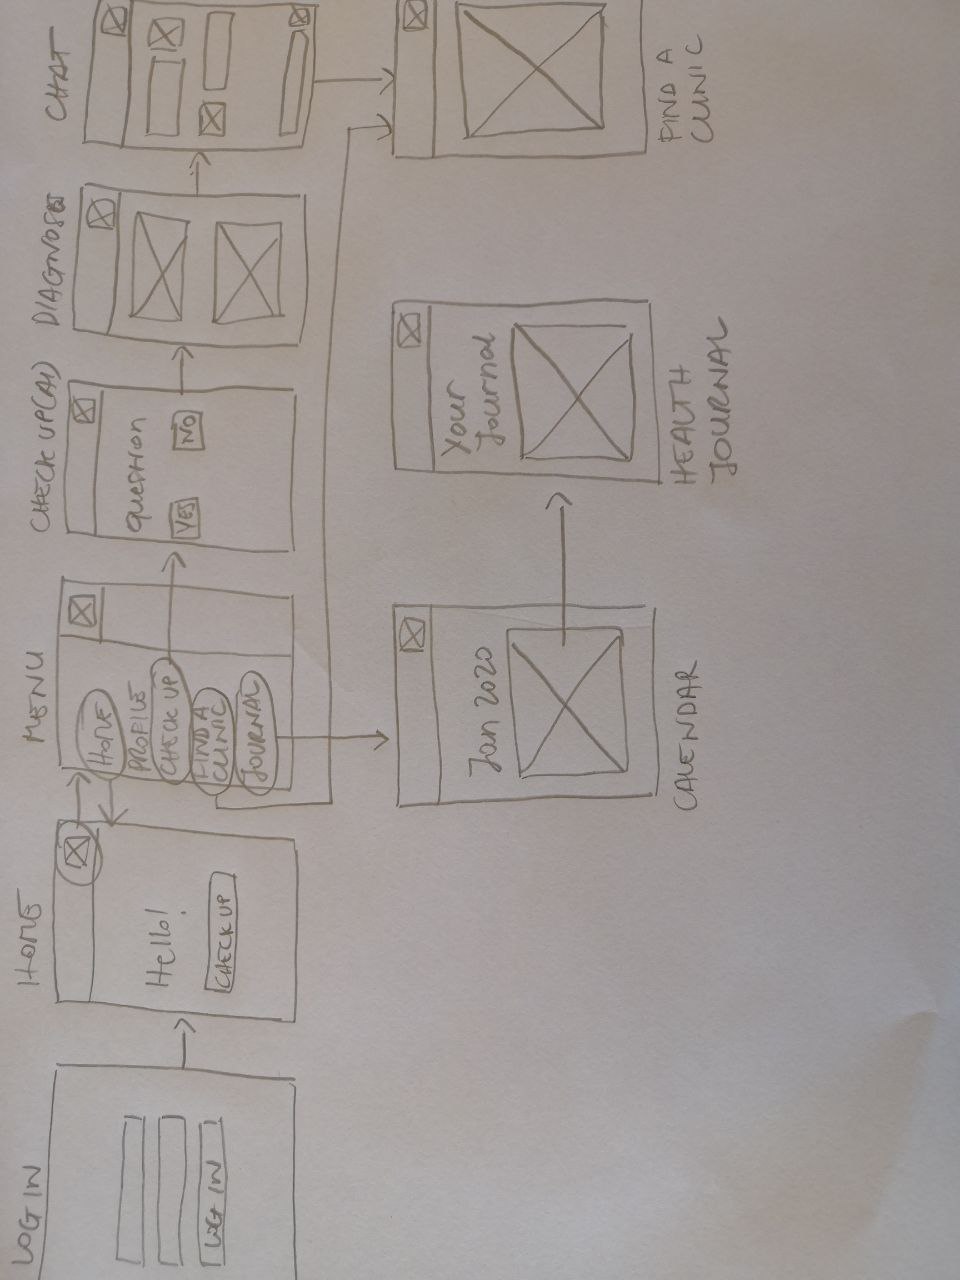 LOG IN
HOME
MENU
CHECK UP(AI)
DIAGNOSES
CHAT
LOG IN
Hello!
CHECK UP
HOME
PROFILE
CHECK UP
FIND A
CLINIC
JOURNAL
question
YES
NO
Jan 2020
CALENDAR
Your
Journal
HEALTH
JOURNAL
FIND A
CLINIC